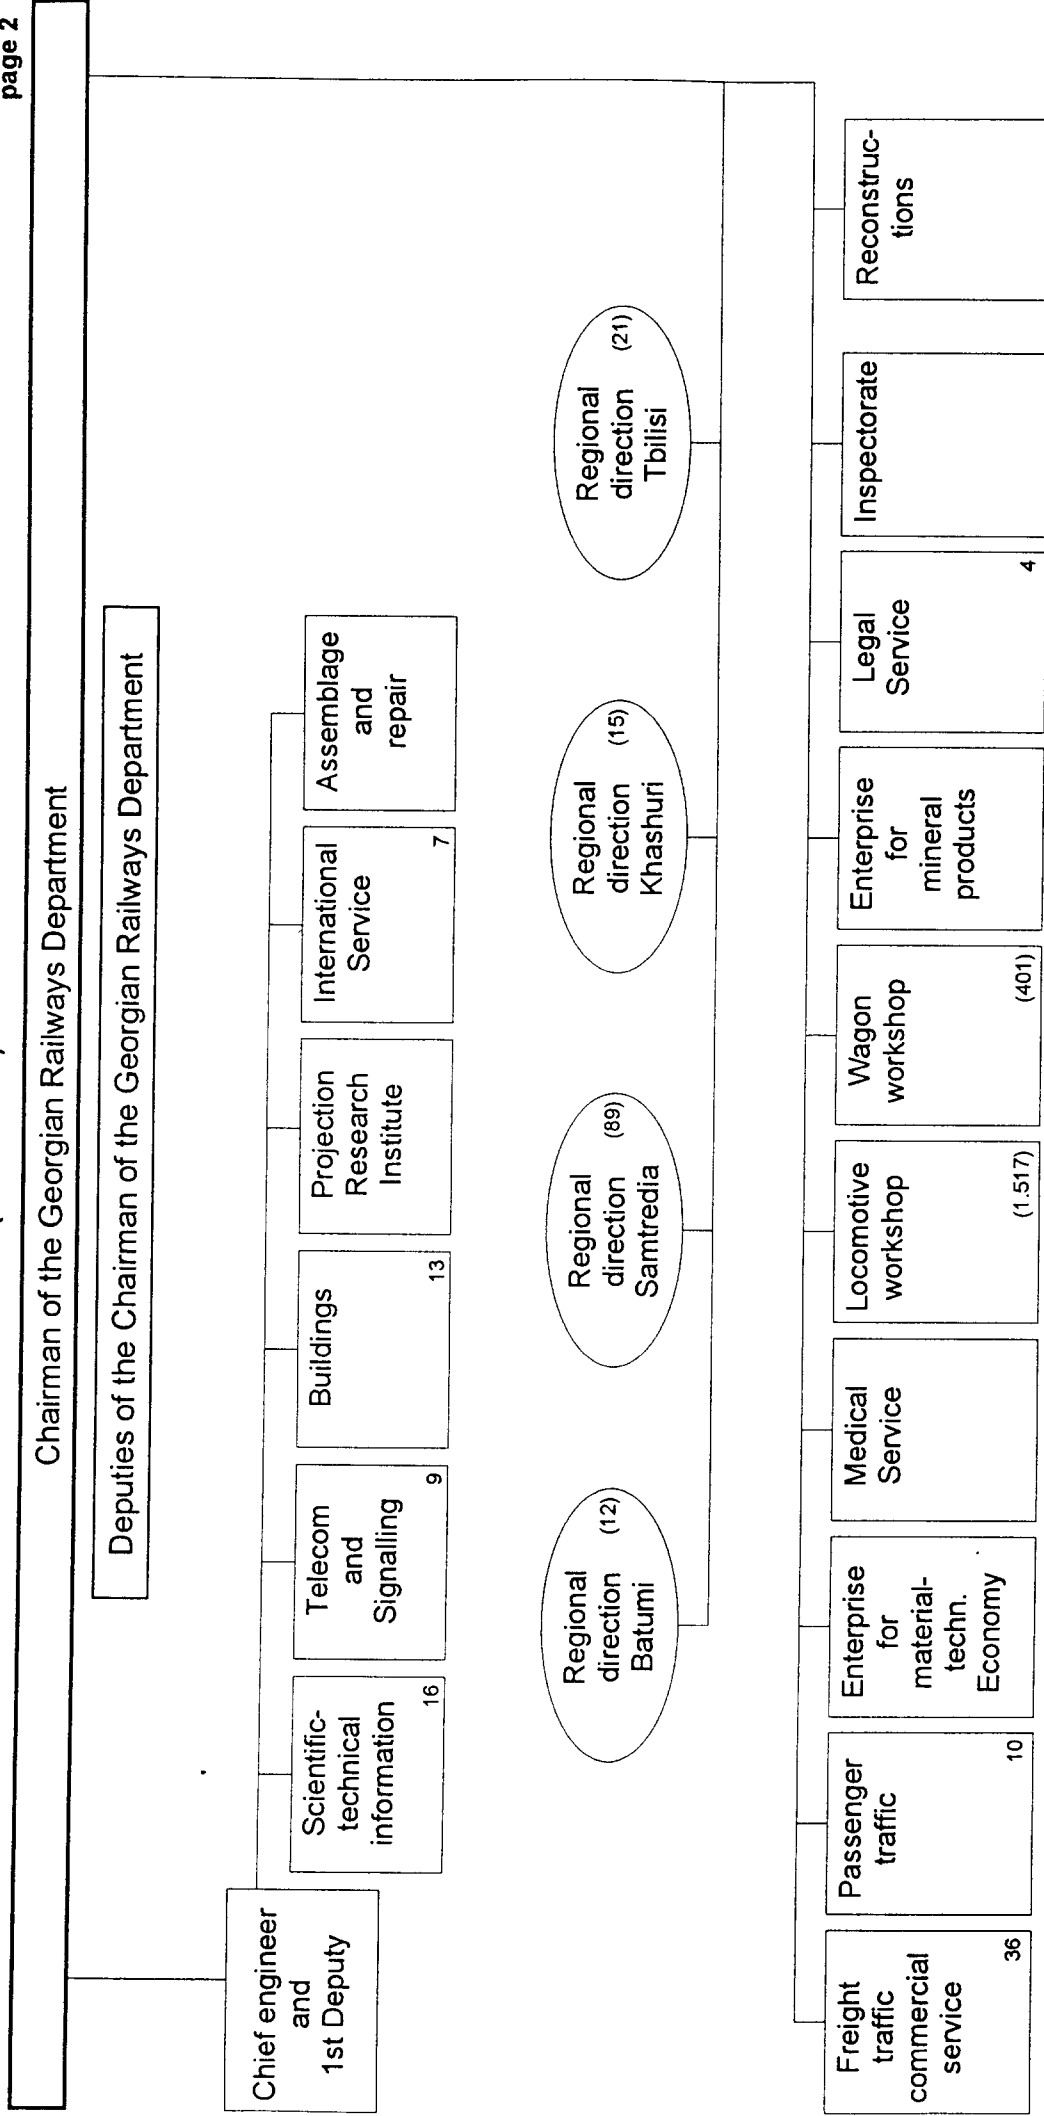 page 2
Chairman of the Georgian Railways Department
Deputies of the Chairman of the Georgian Railways Department
Chief engineer
and
1st Deputy
Scientific-
technical
information
16
Telecom
and
Signalling
9
Buildings
13
Projection
Research
Institute
International
Service
7
Assemblage
and
repair
Regional
direction
Batumi
(12)
Regional
direction
Samtredia
(89)
Regional
direction
Khashuri
(15)
Regional
direction
Tbilisi
(21)
Freight
traffic
commercial
service
36
Passenger
traffic
10
Enterprise
for
material-
techn.
Economy
Medical
Service
Locomotive
workshop
(1.517)
Wagon
workshop
(401)
Enterprise
for
mineral
products
Legal
Service
4
Inspectorate
Reconstruc-
tions